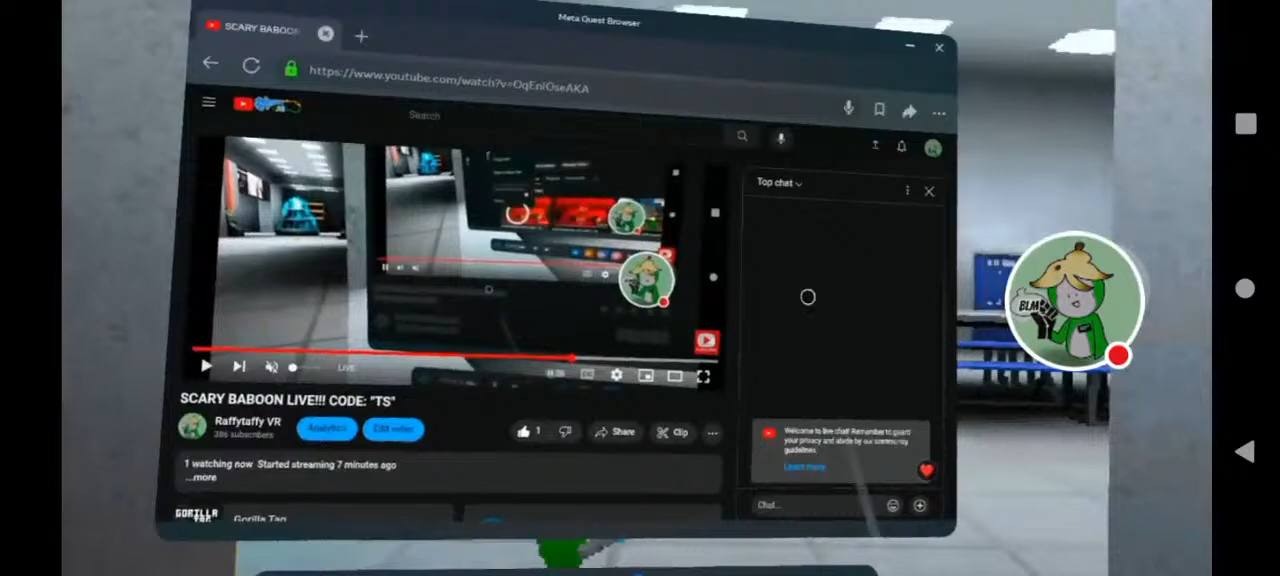 Meta Quest Browser
SCARY BABOON
https://www.youtube.com/watch?v=OqEnIOseAKA
Search
Top chat
LIVE
SCARY BABOON LIVE!!! CODE: "TS"
Raffytaffy VR
386 subscribers
Analytics
Edit video
1
Share
Clip
1 watching now Started streaming 7 minutes ago
...more
Welcome to live chat! Remember to guard
your privacy and abide by our community
guidelines.
Learn more
Chat...
GORILLA
TAG
Gorilla Tag
BLM